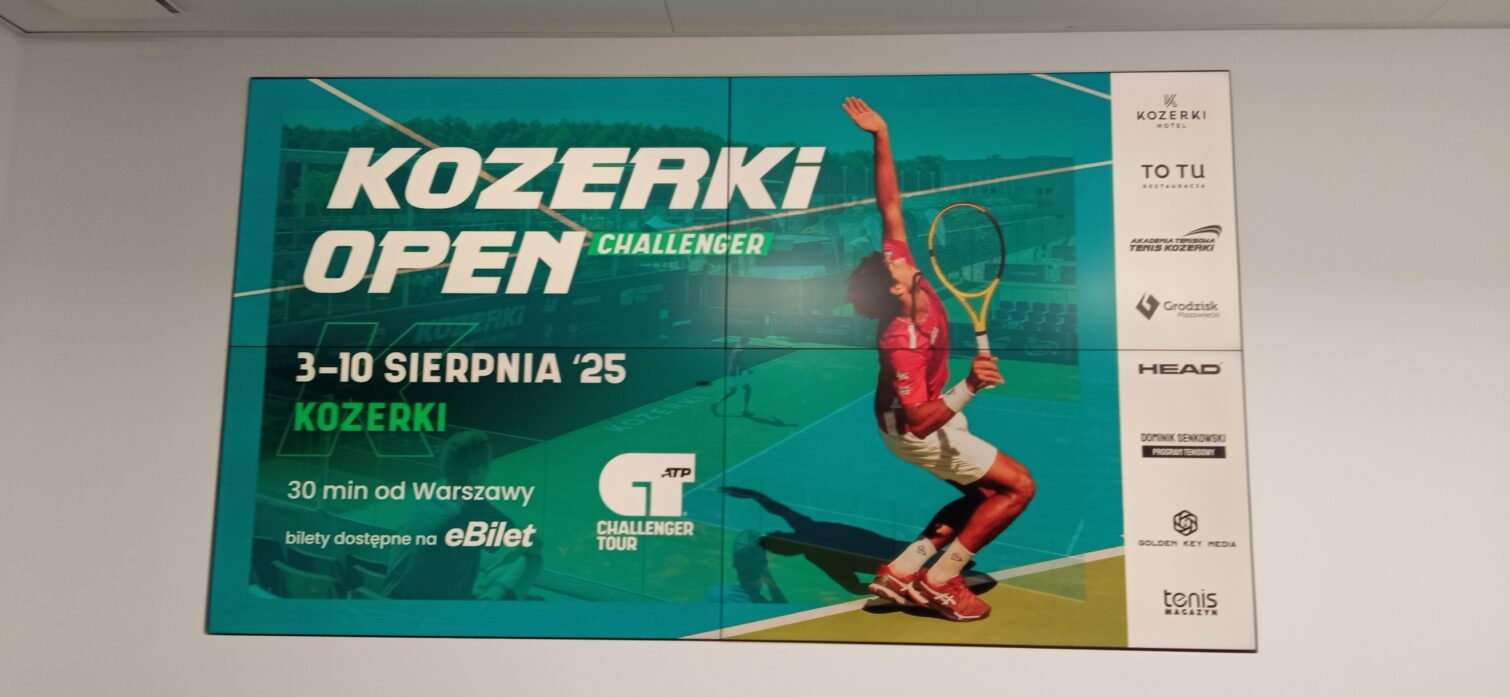 KOZERKI
OPEN CHALLENGER
3-10 SIERPNIA '25
KOZERKI
30 min od Warszawy
bilety dostępne na eBilet
ATP
CHALLENGER
TOUR
KOZERKI
KOZERKI
KOZERKI
HOTEL
TO TU
RESTAURACJA
AKADEMIA TENISOWA
TENIS KOZERKI
Grodzisk
Mazowiecki
HEAD
DOMINIK SENKOWSKI
PROGRAM TENISOWY
GOLDEN KEY MEDIA
tenis
MAGAZYN